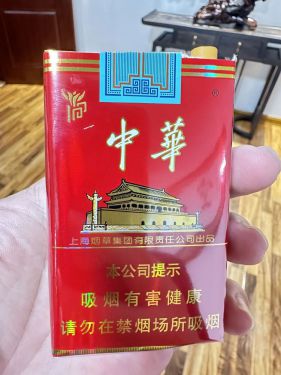 ®
中華
上海烟草集团有限责任公司出品
本公司提示
吸烟有害健康
请勿在禁烟场所吸烟